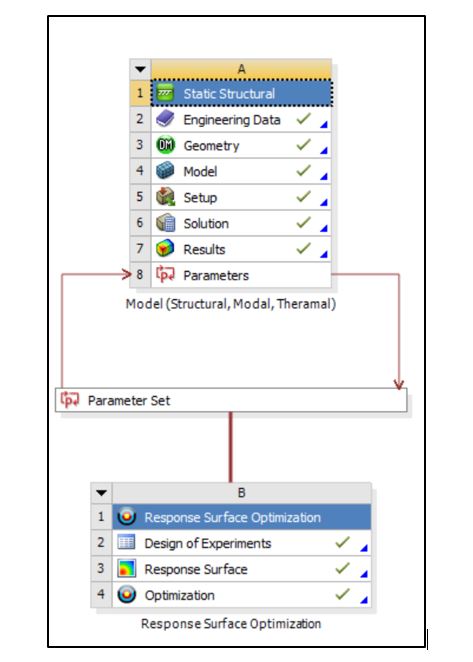 A
1 Static Structural
2 Engineering Data
3 DM Geometry
4 Model
5 Setup
6 Solution
7 Results
8 Parameters
Model (Structural, Modal, Theramal)
Parameter Set
B
1 Response Surface Optimization
2 Design of Experiments
3 Response Surface
4 Optimization
Response Surface Optimization